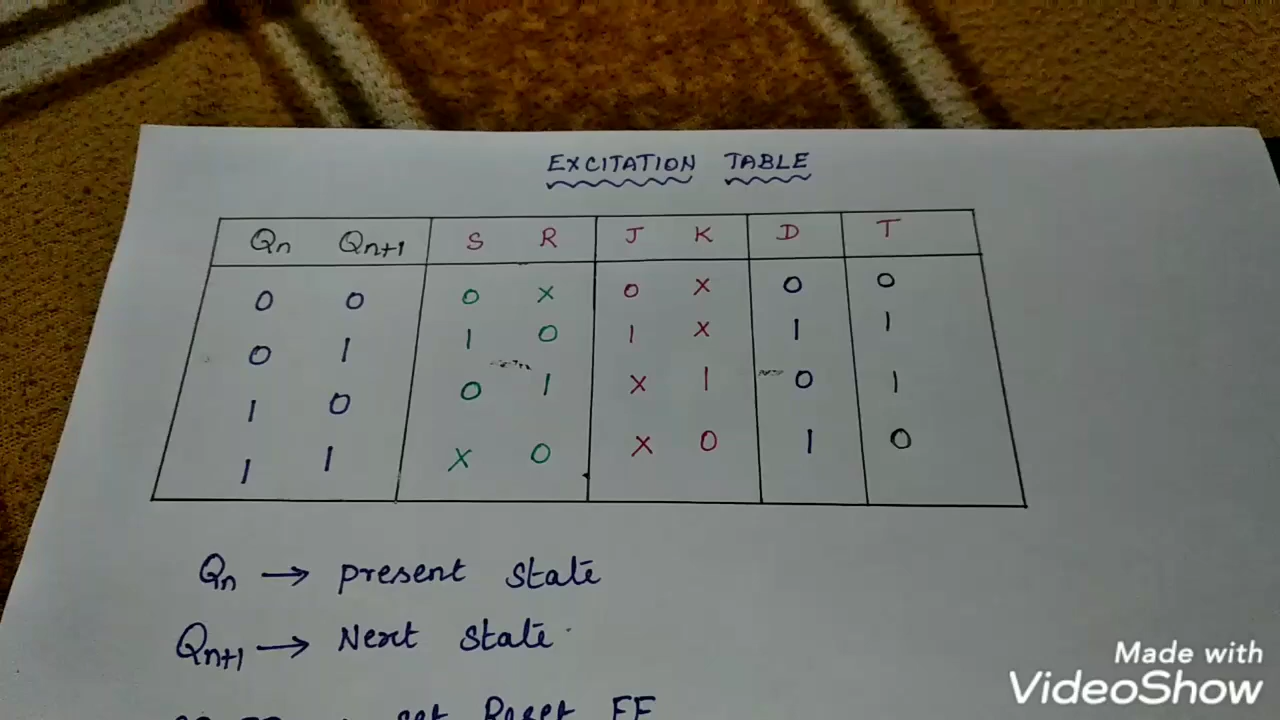 EXCITATION TABLE
Qn Qn+1 S R J K D T
0 0 0 X 0 X 0 0
0 1 1 0 1 X 1 1
1 0 0 1 X 1 0 1
1 1 X 0 X 0 1 0
Qn → present state
Qn+1 → Next state
Reset FF
Made with
VideoShow